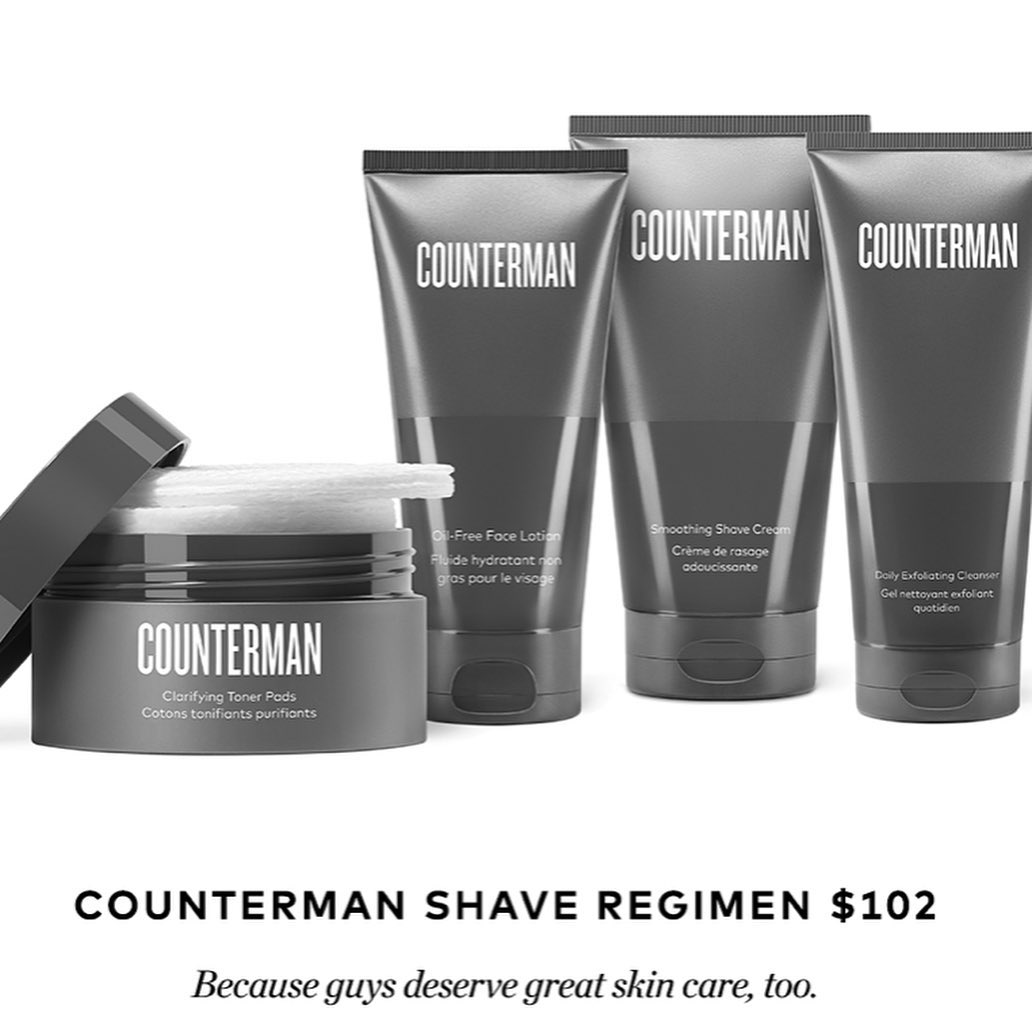 COUNTERMAN
Oil-Free Face Lotion
Fluide hydratant non
gras pour le visage
COUNTERMAN
Smoothing Shave Cream
Crème de rasage
adoucissante
COUNTERMAN
Daily Exfoliating Cleanser
Gel nettoyant exfoliant
quotidien
COUNTERMAN
Clarifying Toner Pads
Cotons tonifiants purifiants
COUNTERMAN SHAVE REGIMEN $102
Because guys deserve great skin care, too.